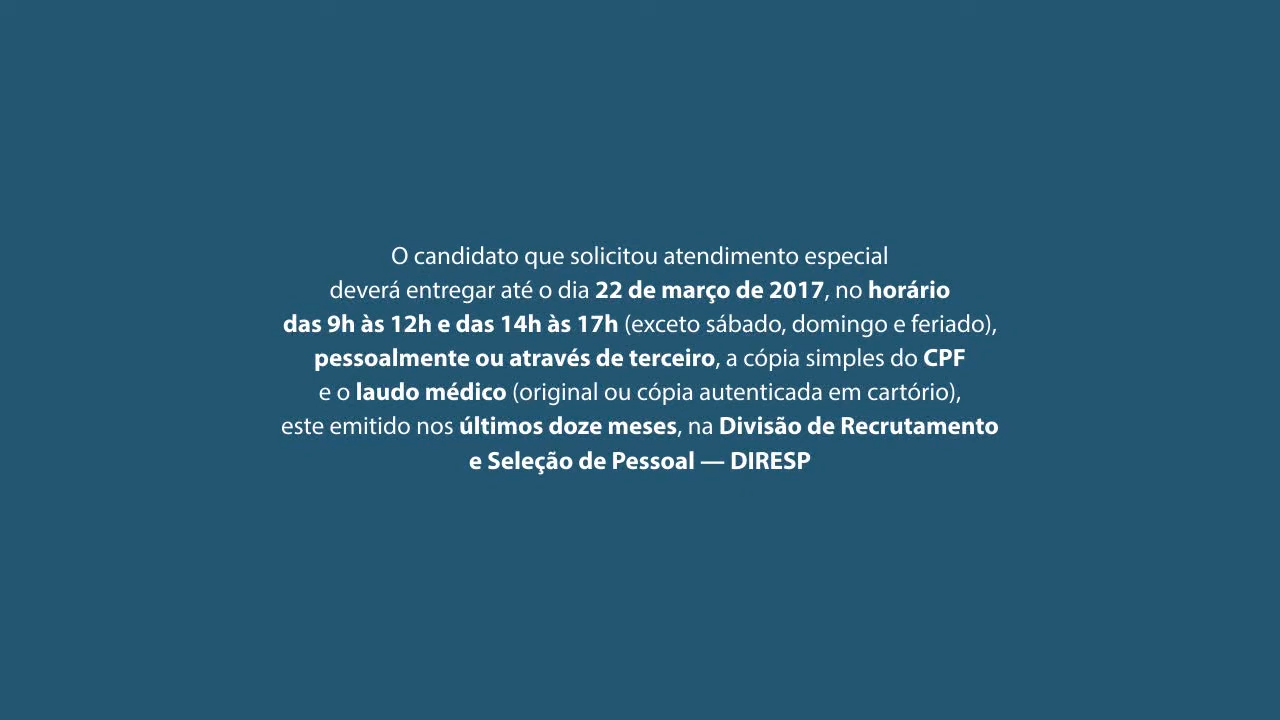 O candidato que solicitou atendimento especial
deverá entregar até o dia 22 de março de 2017, no horário
das 9h às 12h e das 14h às 17h (exceto sábado, domingo e feriado),
pessoalmente ou através de terceiro, a cópia simples do CPF
e o laudo médico (original ou cópia autenticada em cartório),
este emitido nos últimos doze meses, na Divisão de Recrutamento
e Seleção de Pessoal — DIRESP